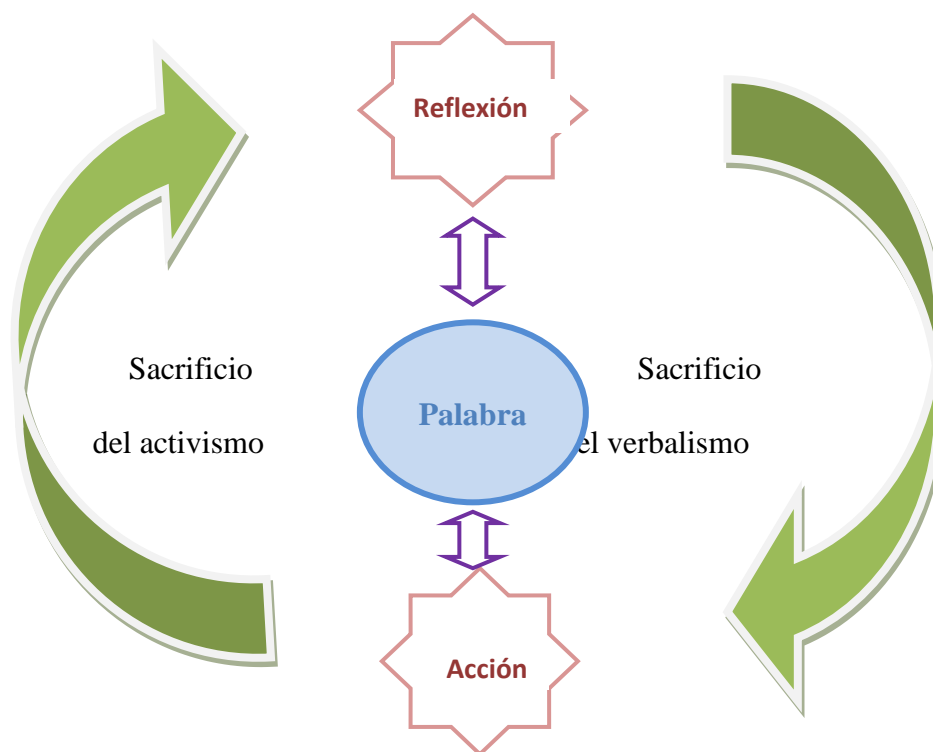 Reflexión
Sacrificio
del activismo
Palabra
Sacrificio
el verbalismo
Acción